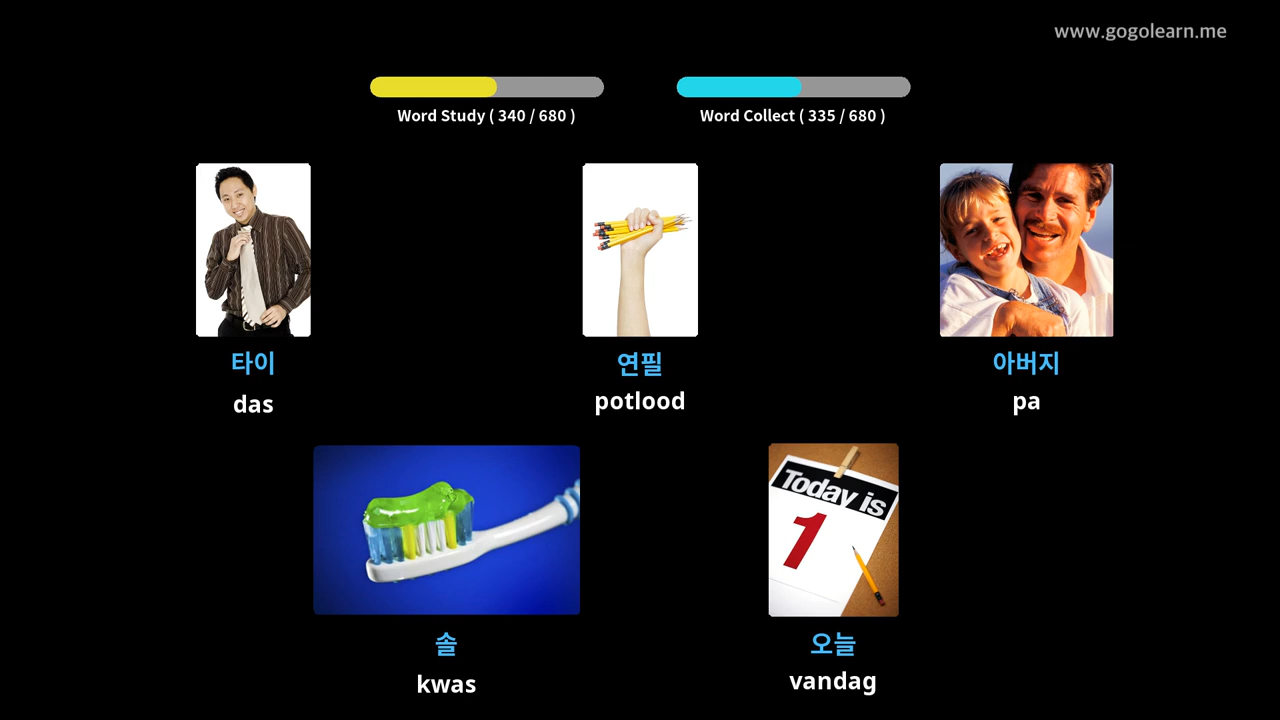 www.gogolearn.me
Word Study ( 340 / 680 )
Word Collect ( 335 / 680 )
타이
das
연필
potlood
아버지
pa
Today is
1
솔
kwas
오늘
vandag